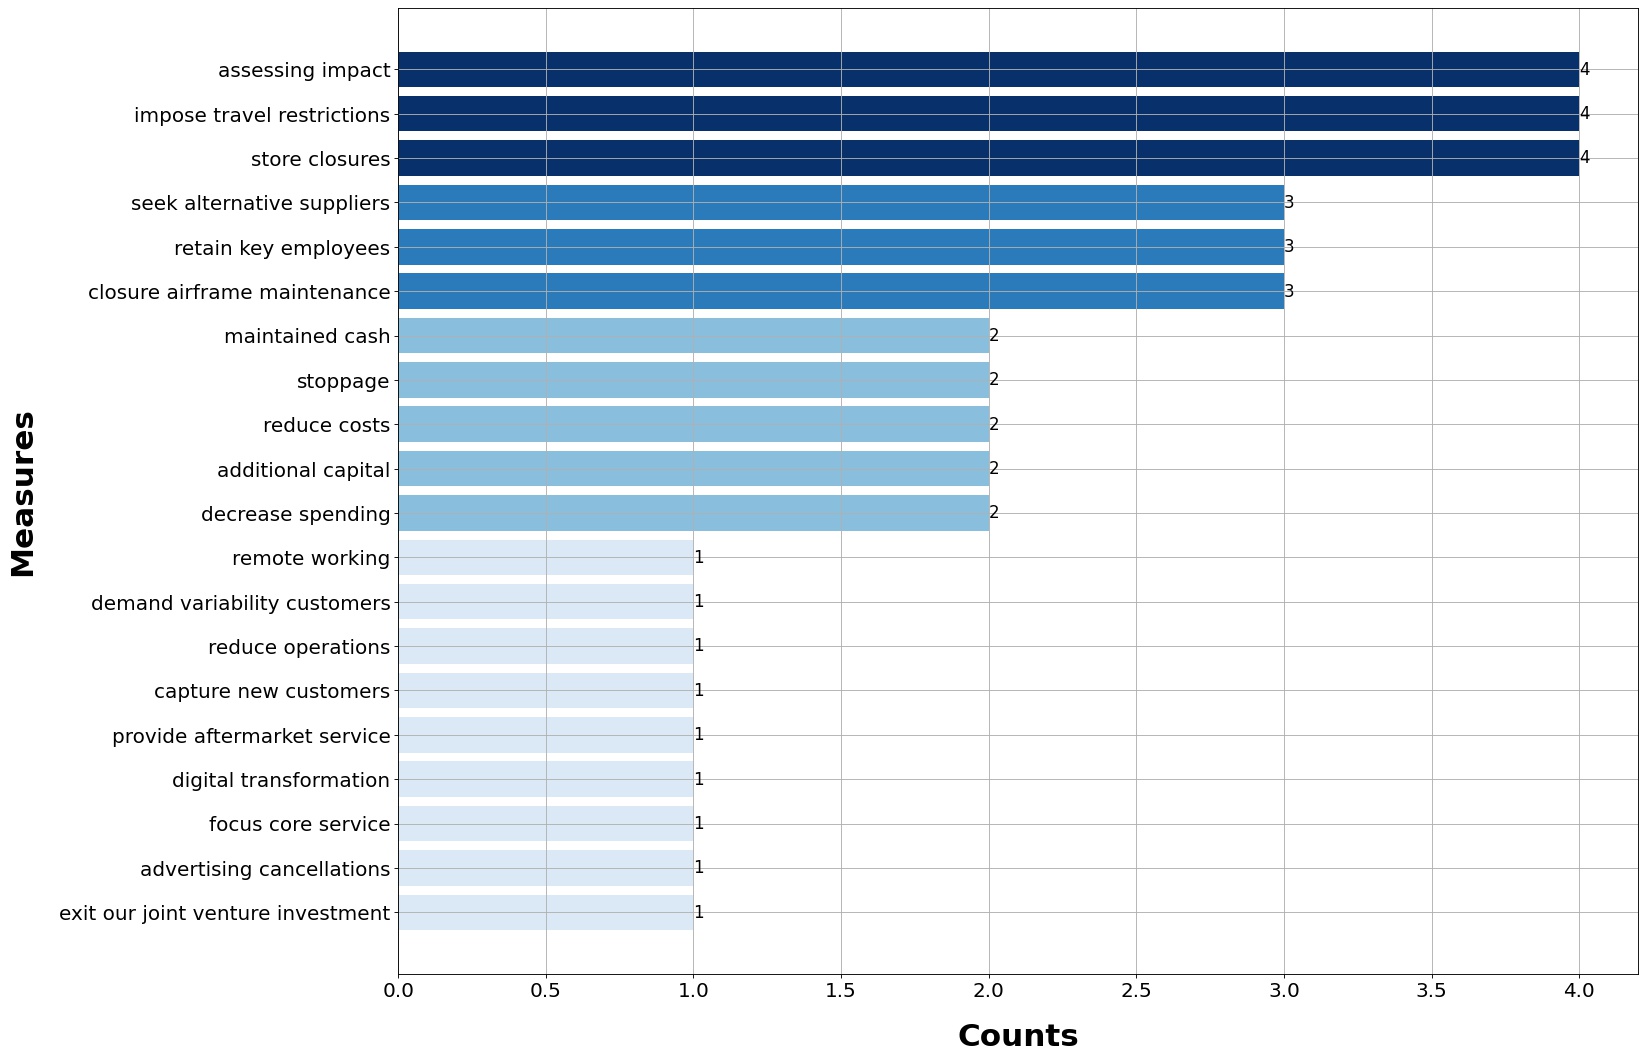 assessing impact 4
impose travel restrictions 4
store closures 4
seek alternative suppliers 3
retain key employees 3
closure airframe maintenance 3
maintained cash 2
stoppage 2
reduce costs 2
additional capital 2
decrease spending 2
remote working 1
demand variability customers 1
reduce operations 1
capture new customers 1
provide aftermarket service 1
digital transformation 1
focus core service 1
advertising cancellations 1
exit our joint venture investment 1
Measures
0.0 0.5 1.0 1.5 2.0 2.5 3.0 3.5 4.0
Counts